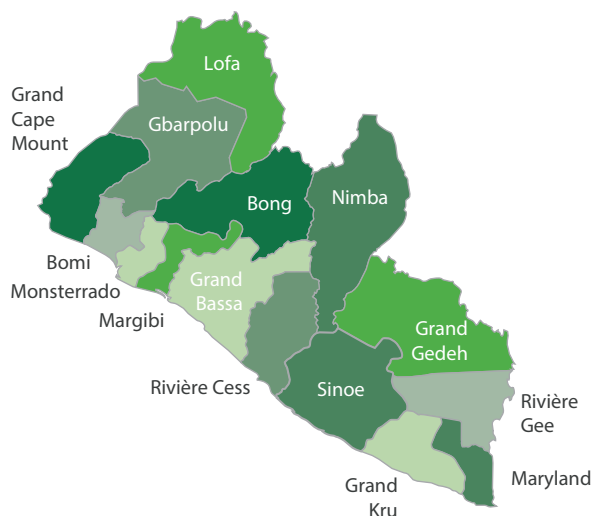 Lofa
Grand
Cape
Mount
Gbarpolu
Bong
Nimba
Bomi
Monsterrado
Margibi
Grand
Bassa
Grand
Gedeh
Rivière Cess
Sinoe
Rivière
Gee
Grand
Kru
Maryland